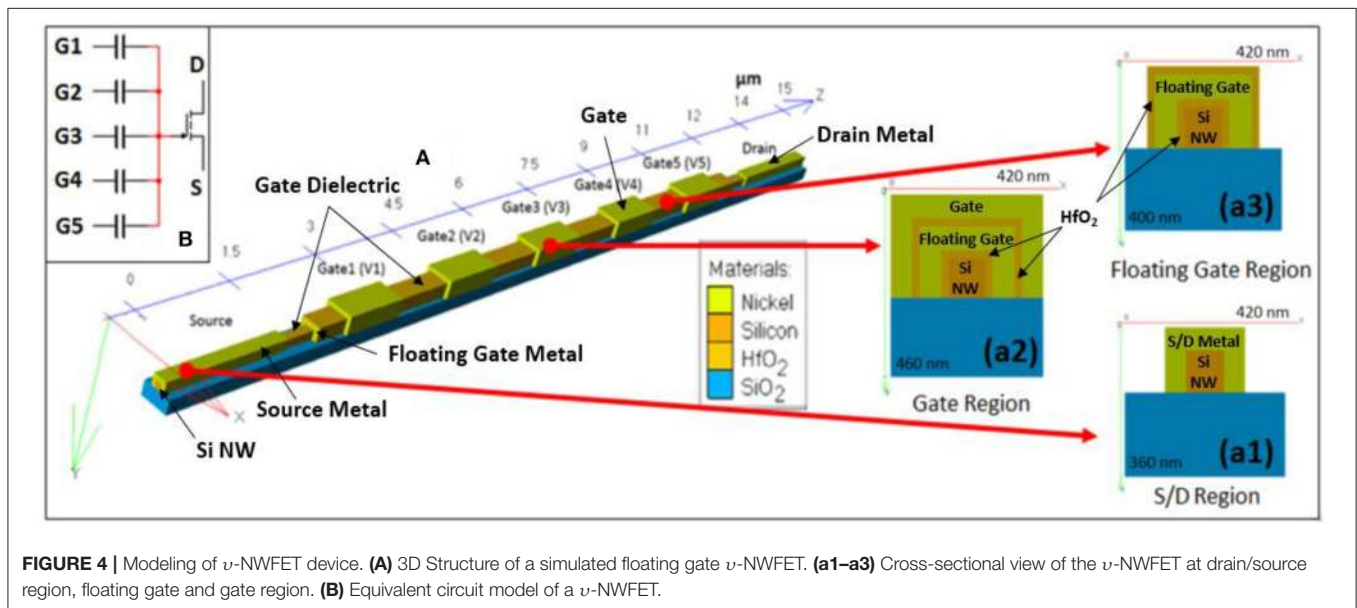 G1
G2
G3
G4
G5
D
S
B
A
μm
0
1.5
3
4.5
6
7.5
9
11
12
14
15
Z
X
Y
Source
Gate1 (V1)
Gate2 (V2)
Gate3 (V3)
Gate4 (V4)
Gate5 (V5)
Drain
Gate Dielectric
Gate
Drain Metal
Floating Gate Metal
Source Metal
Si NW
Materials:
Nickel
Silicon
HfO2
SiO2
420 nm
Gate
Floating Gate
Si
NW
460 nm
(a2)
Gate Region
HfO2
420 nm
Floating Gate
Si
NW
400 nm
(a3)
Floating Gate Region
420 nm
S/D Metal
Si
NW
360 nm
(a1)
S/D Region
FIGURE 4 | Modeling of υ-NWFET device. (A) 3D Structure of a simulated floating gate υ-NWFET. (a1–a3) Cross-sectional view of the υ-NWFET at drain/source
region, floating gate and gate region. (B) Equivalent circuit model of a υ-NWFET.